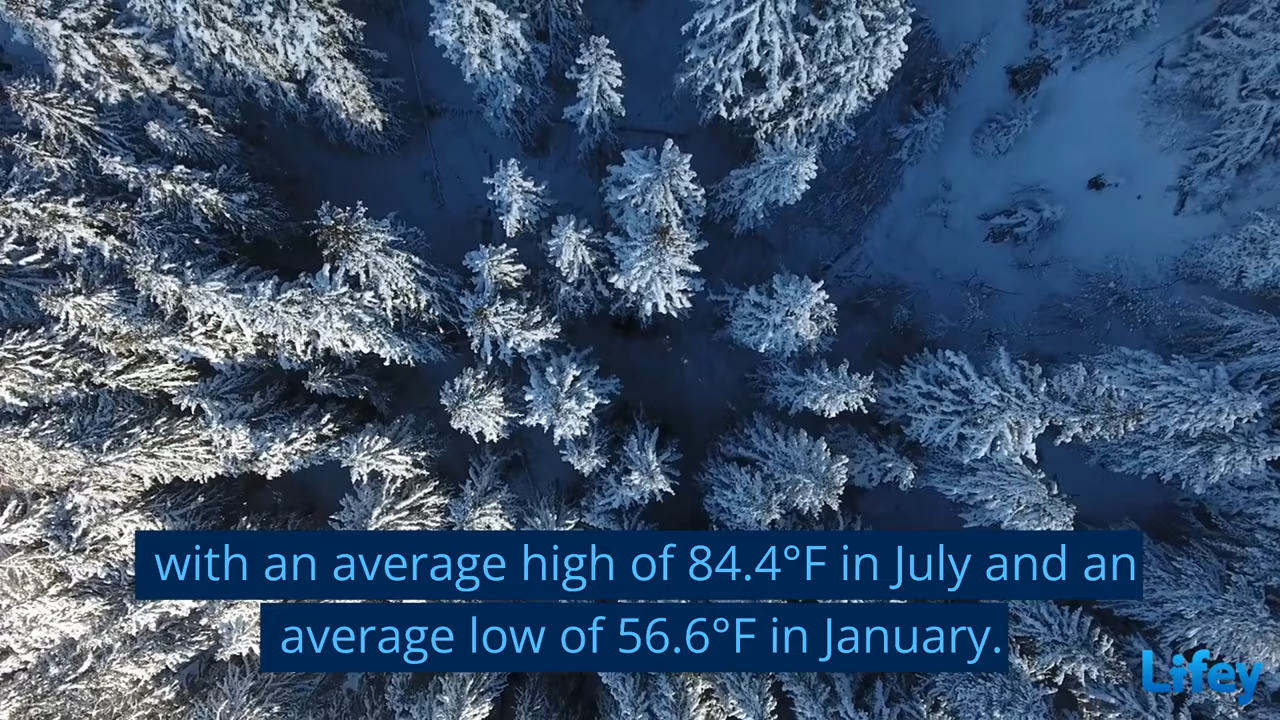 with an average high of 84.4°F in July and an
average low of 56.6°F in January.
Lifey